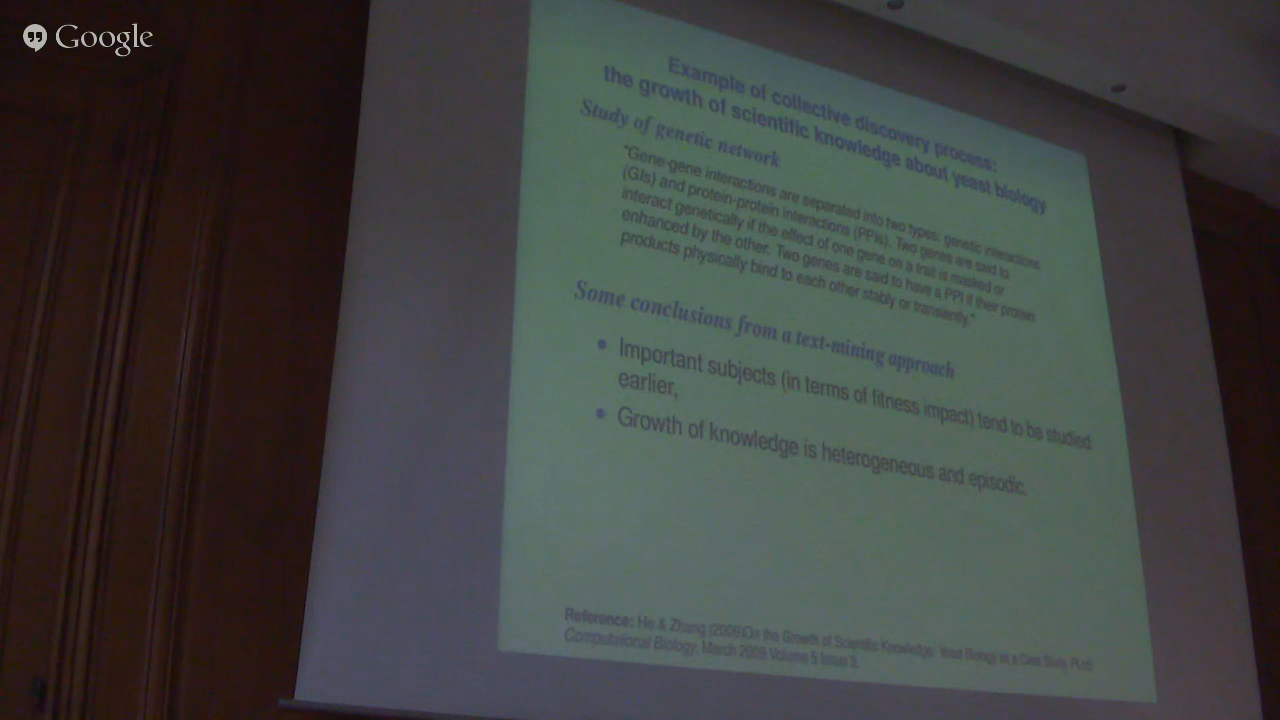 Google
Example of collective discovery process:
the growth of scientific knowledge about yeast biology
Study of genetic network
"Gene-gene interactions are separated into two types: genetic interactions
(GIs) and protein-protein interactions (PPIs). Two genes are said to
interact genetically if the effect of one gene on a trait is masked or
enhanced by the other. Two genes are said to have a PPI if their protein
products physically bind to each other stably or transiently."
Some conclusions from a text-mining approach
• Important subjects (in terms of fitness impact) tend to be studied
earlier,
• Growth of knowledge is heterogeneous and episodic.
Reference: He & Zhang (2009)On the Growth of Scientific Knowledge: Yeast Biology as a Case Study, PLoS
Computational Biology, March 2009 Volume 5 Issue 3.